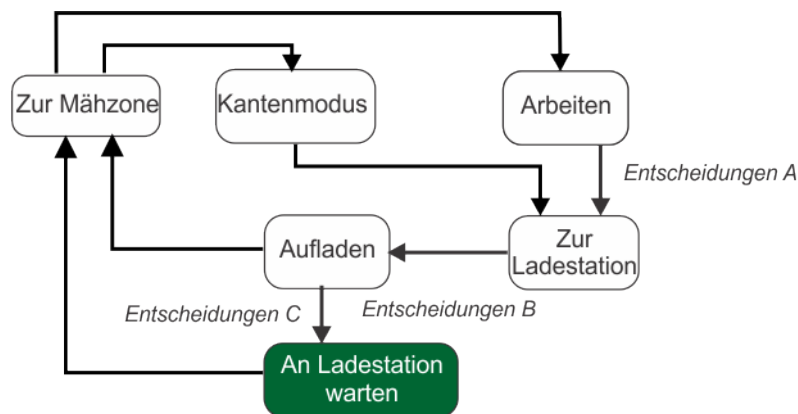 Zur Mähzone
Kantenmodus
Arbeiten
Entscheidungen A
Aufladen
Zur
Ladestation
Entscheidungen C
Entscheidungen B
An Ladestation
warten